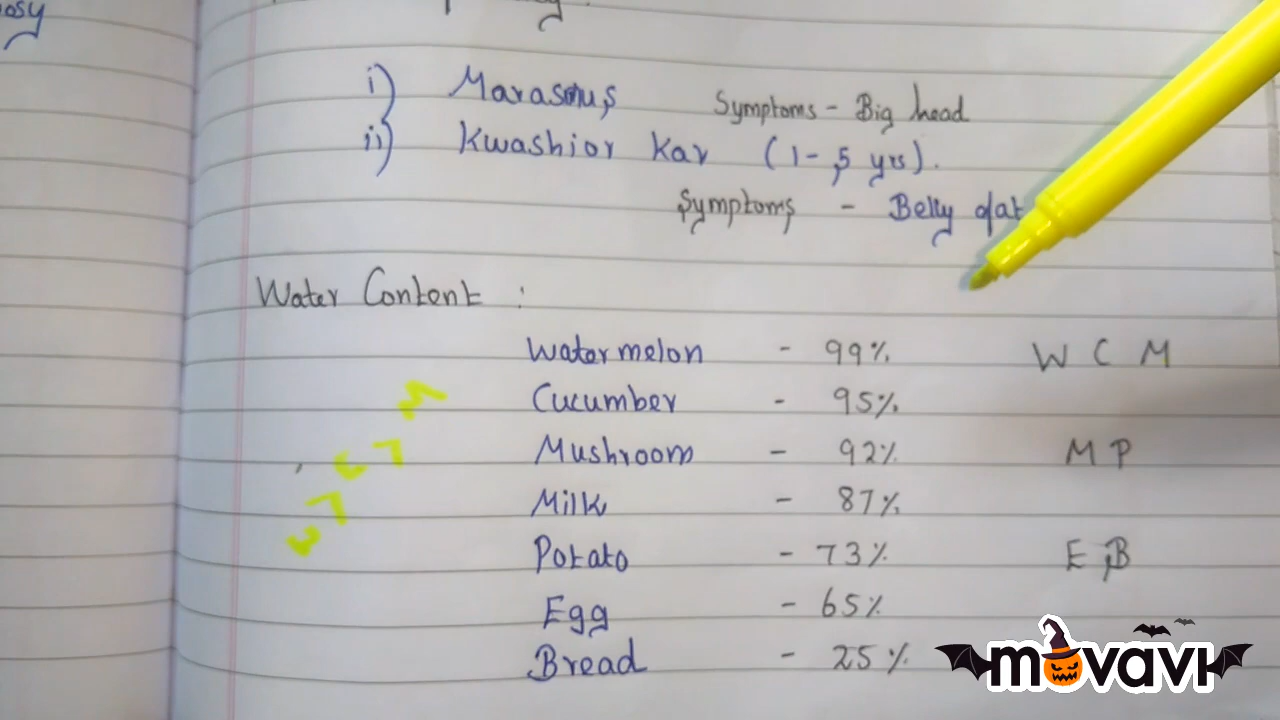 osy
i) Marasmus Symptoms - Big head
ii) Kwashior kar (1-5 yrs).
Symptoms - Belly
Water Content :
Watermelon - 99% W C M
Cucumber - 95%
Mushroom - 92% M P
Milk - 87%
Potato - 73% E B
Egg - 65%
Bread - 25%
movavi